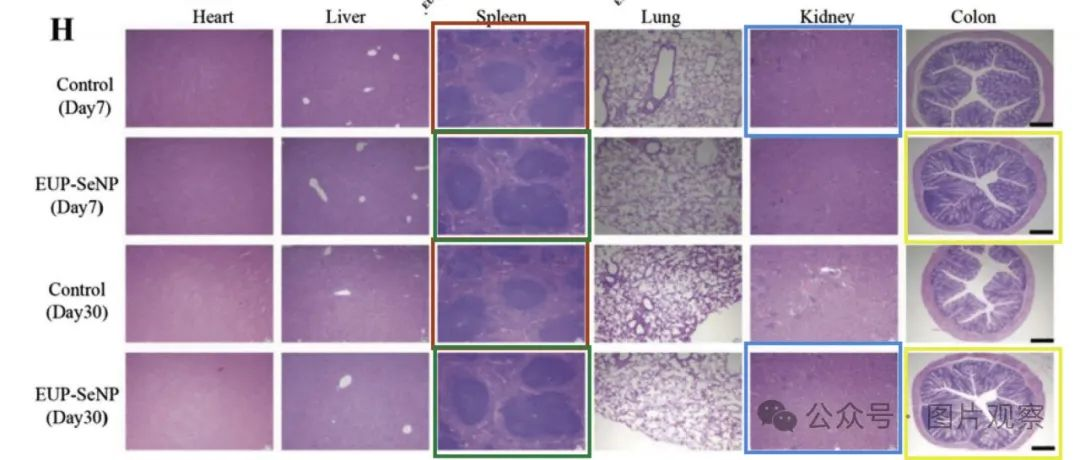 H
Heart Liver Spleen Lung Kidney Colon
Control
(Day7)
EUP-SeNP
(Day7)
Control
(Day30)
EUP-SeNP
(Day30)
公众号 · 图片观察